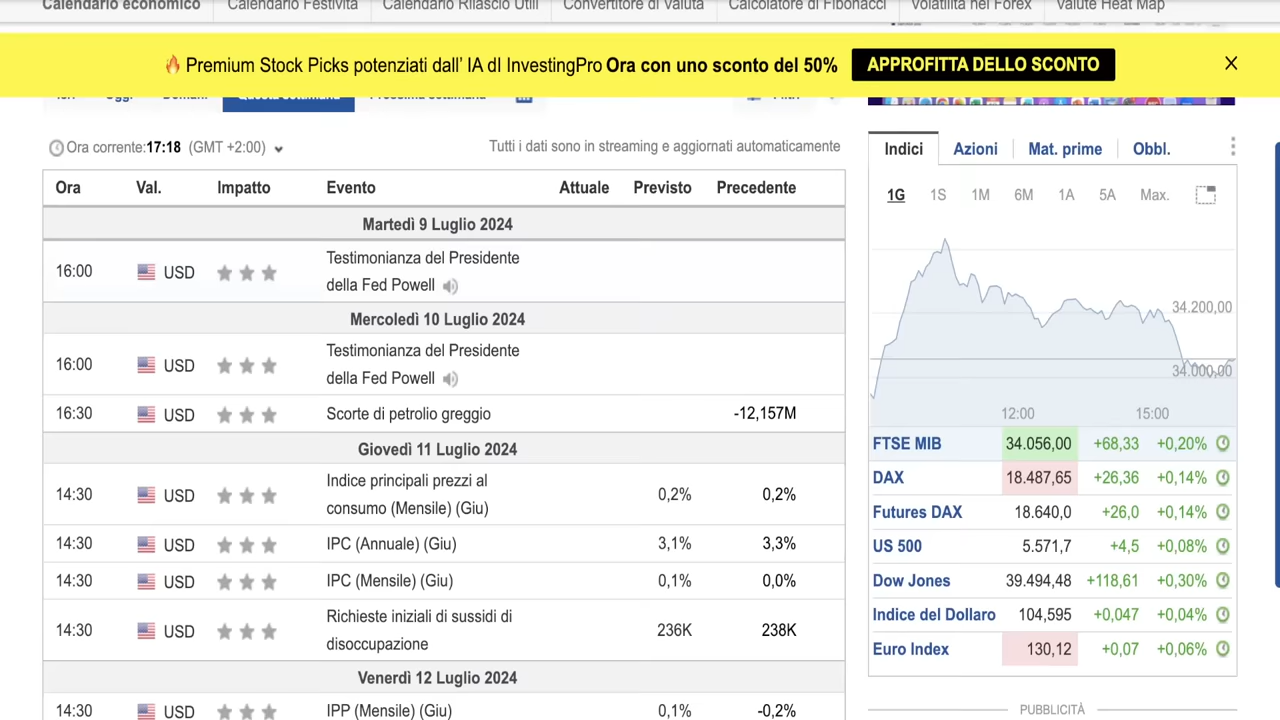 Calendario economico Calendario Festività Calendario Rilascio Utili Convertitore di Valuta Calcolatore di Fibonacci Volatilità nel Forex Valute Heat Map
Premium Stock Picks potenziati dall' IA dI InvestingPro Ora con uno sconto del 50% APPROFITTA DELLO SCONTO
Ora corrente:17:18 (GMT +2:00)
Tutti i dati sono in streaming e aggiornati automaticamente
Ora Val. Impatto Evento Attuale Previsto Precedente
Martedì 9 Luglio 2024
16:00 USD Testimonianza del Presidente
della Fed Powell
Mercoledì 10 Luglio 2024
16:00 USD Testimonianza del Presidente
della Fed Powell
16:30 USD Scorte di petrolio greggio -12,157M
Giovedì 11 Luglio 2024
14:30 USD Indice principali prezzi al
consumo (Mensile) (Giu) 0,2% 0,2%
14:30 USD IPC (Annuale) (Giu) 3,1% 3,3%
14:30 USD IPC (Mensile) (Giu) 0,1% 0,0%
14:30 USD Richieste iniziali di sussidi di
disoccupazione 236K 238K
Venerdì 12 Luglio 2024
14:30 USD IPP (Mensile) (Giu) 0,1% -0,2%
Indici Azioni Mat. prime Obbl.
1G 1S 1M 6M 1A 5A Max.
34.200,00
34.000,00
12:00 15:00
FTSE MIB 34.056,00 +68,33 +0,20%
DAX 18.487,65 +26,36 +0,14%
Futures DAX 18.640,0 +26,0 +0,14%
US 500 5.571,7 +4,5 +0,08%
Dow Jones 39.494,48 +118,61 +0,30%
Indice del Dollaro 104,595 +0,047 +0,04%
Euro Index 130,12 +0,07 +0,06%
PUBBLICITÀ